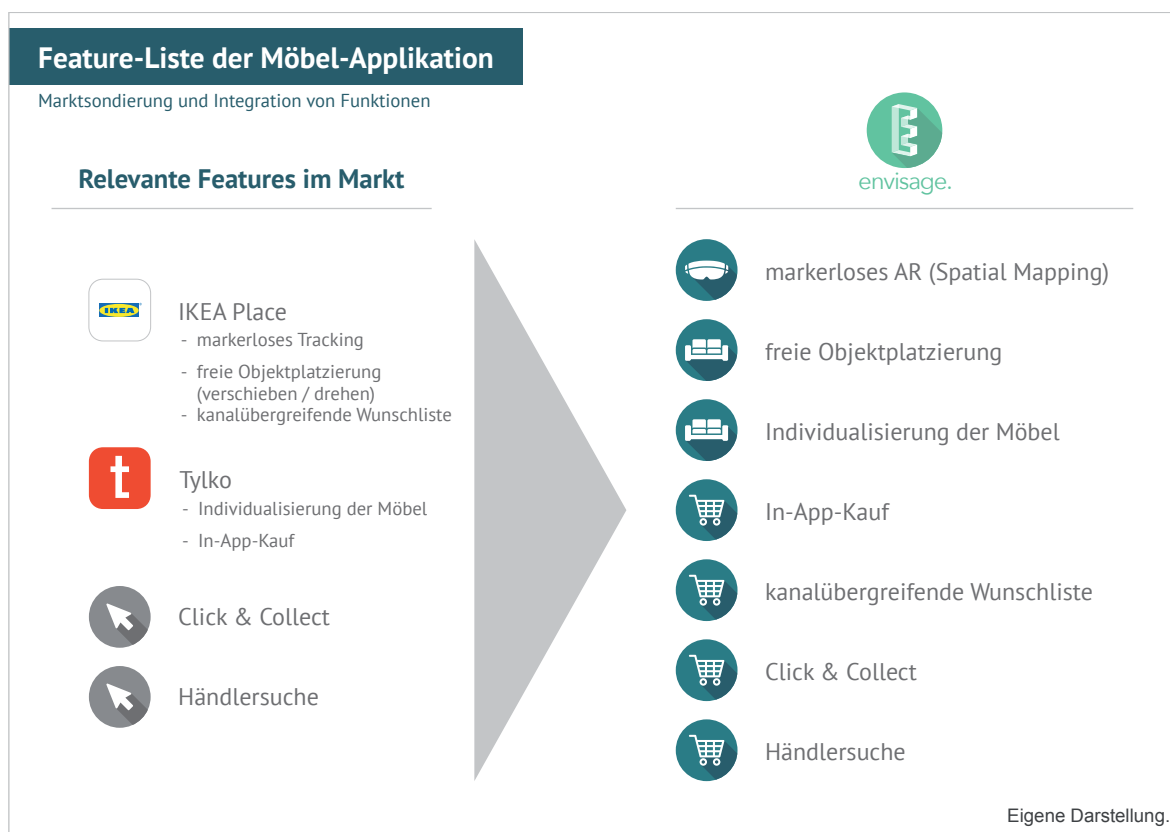 Feature-Liste der Möbel-Applikation
Marktsondierung und Integration von Funktionen
Relevante Features im Markt
IKEA
IKEA Place
- markerloses Tracking
- freie Objektplatzierung
(verschieben / drehen)
- kanalübergreifende Wunschliste
t
Tylko
- Individualisierung der Möbel
- In-App-Kauf
Click & Collect
Händlersuche
envisage.
markerloses AR (Spatial Mapping)
freie Objektplatzierung
Individualisierung der Möbel
In-App-Kauf
kanalübergreifende Wunschliste
Click & Collect
Händlersuche
Eigene Darstellung.